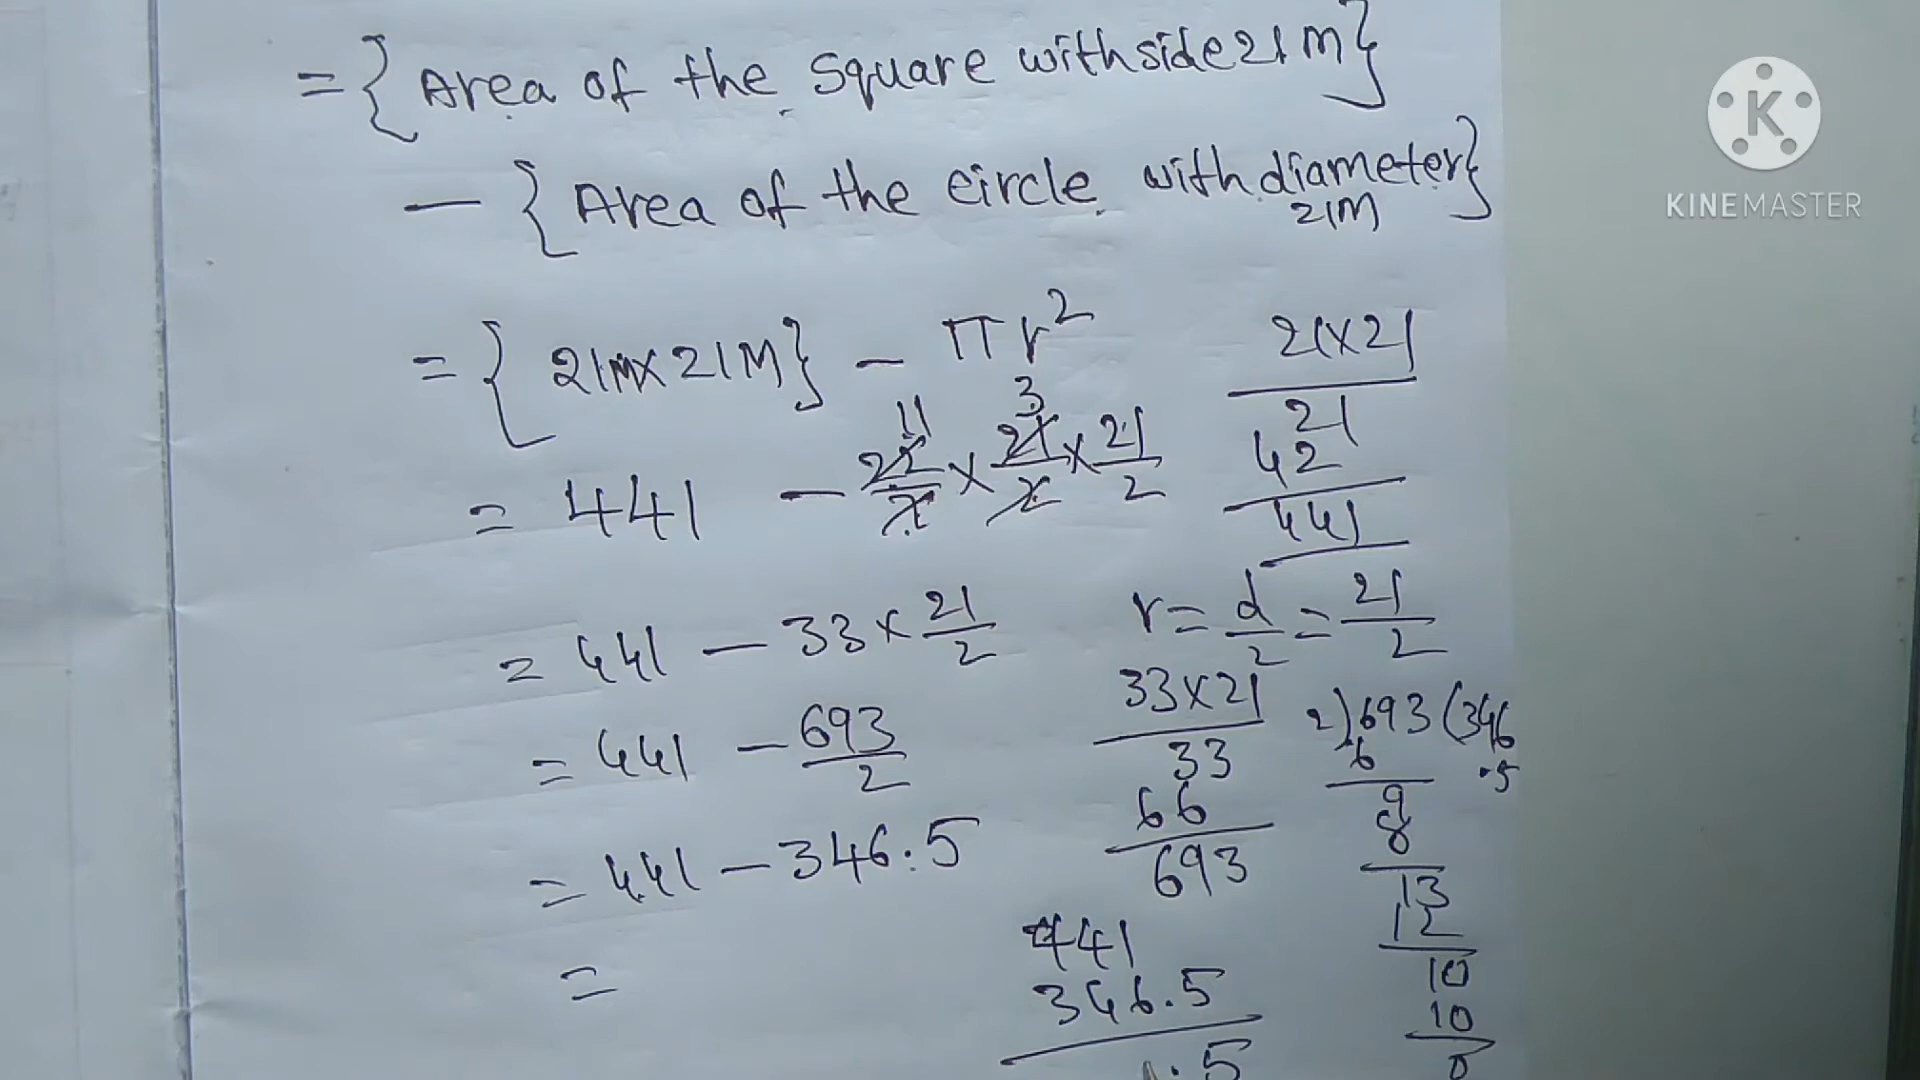 = { Area of the Square with side 21 M }
- { Area of the circle with diameter }
21M
= { 21M × 21M } - πr²
= 441 - 22/7 × 21/2 × 21/2
11 3
= 441 - 33 × 21/2
= 441 - 693/2
= 441 - 346.5
=
21×21
21
42
441
r = d/2 = 21/2
33×21
33
66
693
2)693(346
.5
6
9
8
13
12
10
10
0
441
346.5
.5
K
KINEMASTER